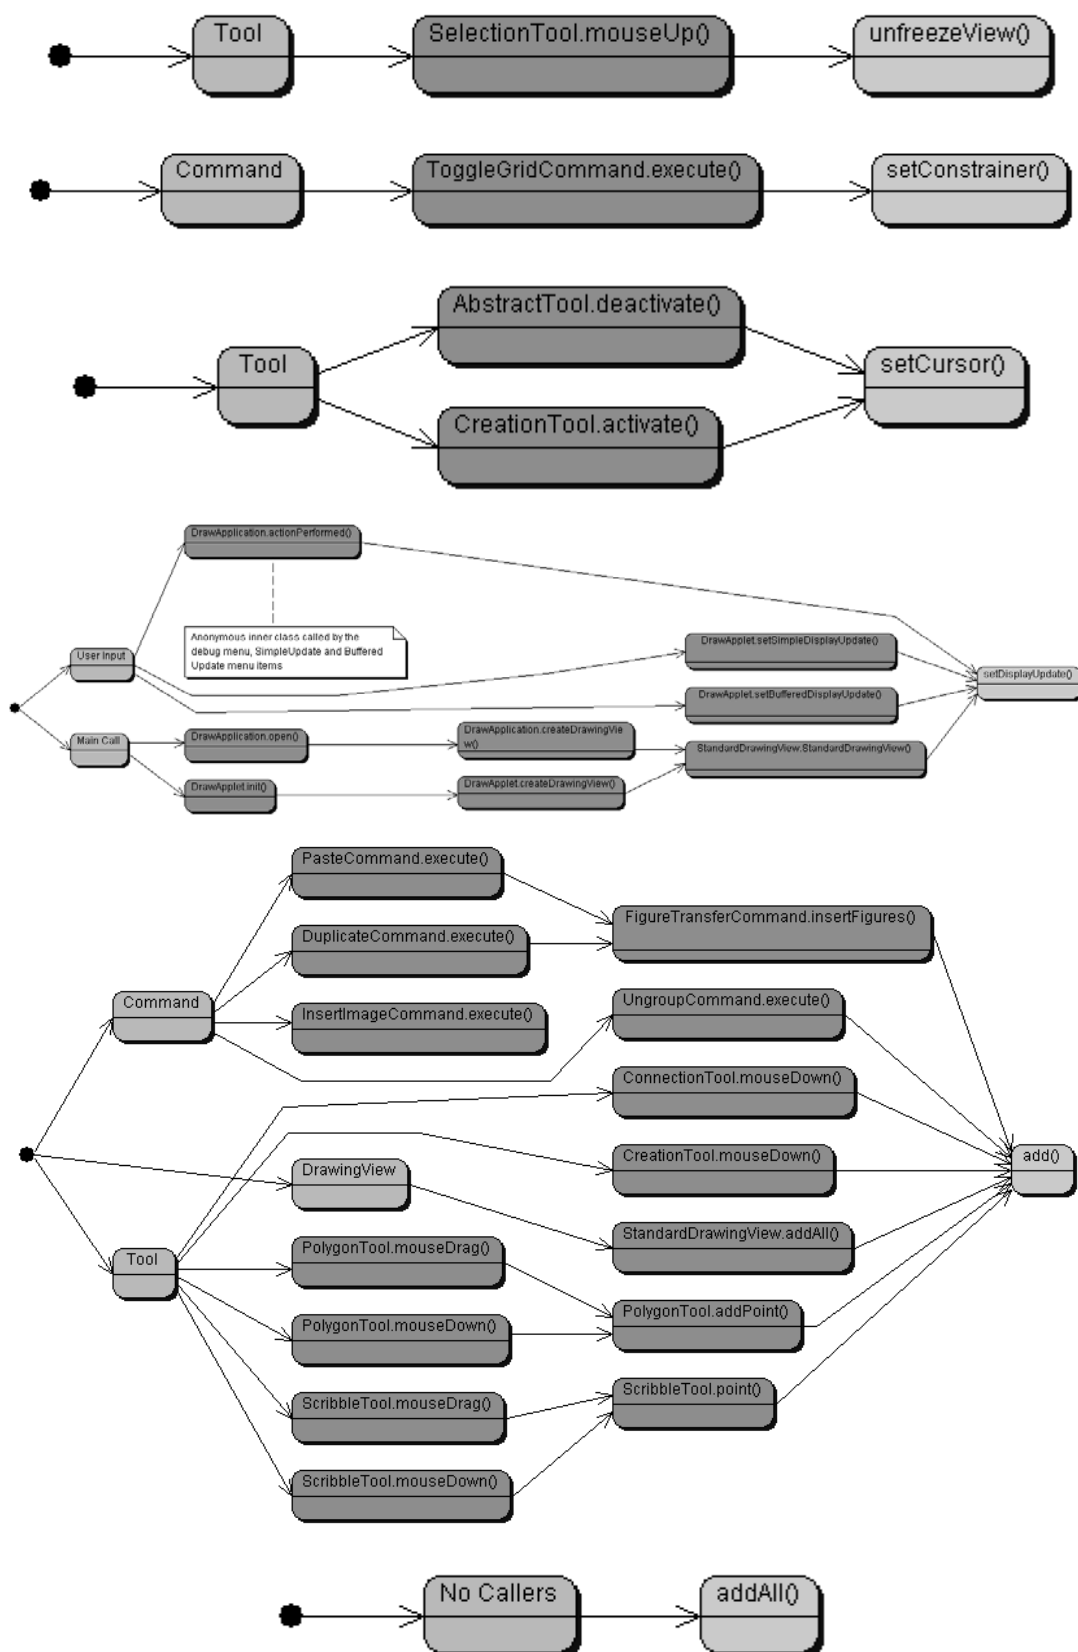 Tool
SelectionTool.mouseUp()
unfreezeView()
Command
ToggleGridCommand.execute()
setConstrainer()
AbstractTool.deactivate()
Tool
setCursor()
CreationTool.activate()
DrawApplication.actionPerformed()
Anonymous inner class called by the
debug menu, SimpleUpdate and Buffered
Update menu items
User Input
DrawApplet.setSimpleDisplayUpdate()
setDisplayUpdate()
DrawApplet.setBufferedDisplayUpdate()
Main Call
DrawApplication.open()
DrawApplication.createDrawingVie
w()
StandardDrawingView.StandardDrawingView()
DrawApplet.init()
DrawApplet.createDrawingView()
PasteCommand.execute()
FigureTransferCommand.insertFigures()
DuplicateCommand.execute()
Command
InsertImageCommand.execute()
UngroupCommand.execute()
ConnectionTool.mouseDown()
CreationTool.mouseDown()
add()
DrawingView
StandardDrawingView.addAll()
Tool
PolygonTool.mouseDrag()
PolygonTool.addPoint()
PolygonTool.mouseDown()
ScribbleTool.point()
ScribbleTool.mouseDrag()
ScribbleTool.mouseDown()
No Callers
addAll()